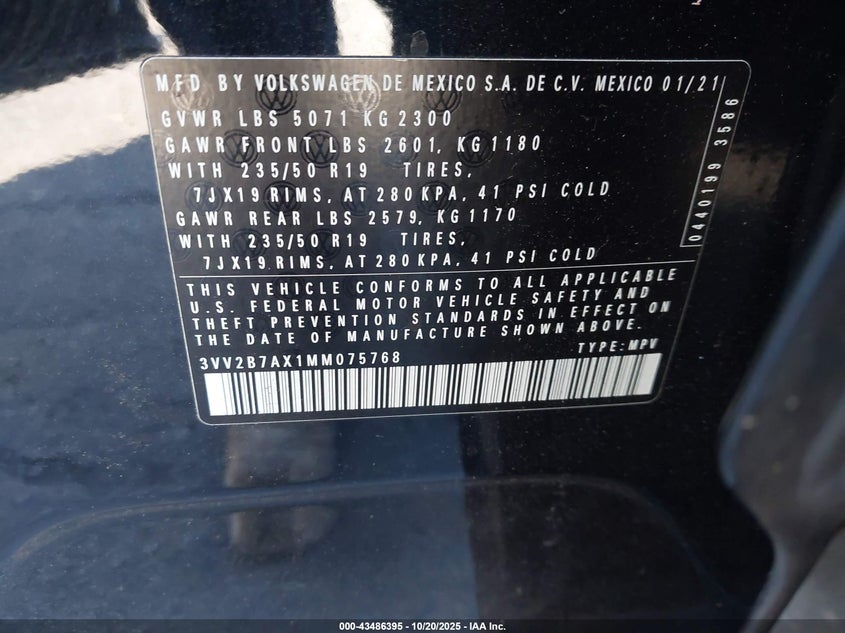 MFD BY VOLKSWAGEN DE MEXICO S.A. DE C.V. MEXICO 01/21
GVWR LBS 5071 KG 2300
GAWR FRONT LBS 2601, KG 1180
WITH 235/50 R19 TIRES,
7JX19 RIMS, AT 280 KPA, 41 PSI COLD
GAWR REAR LBS 2579, KG 1170
WITH 235/50 R19 TIRES,
7JX19 RIMS, AT 280 KPA, 41 PSI COLD
0440199 3586
THIS VEHICLE CONFORMS TO ALL APPLICABLE
U.S. FEDERAL MOTOR VEHICLE SAFETY AND
THEFT PREVENTION STANDARDS IN EFFECT ON
THE DATE OF MANUFACTURE SHOWN ABOVE.
3VV2B7AX1MM075768 TYPE: MPV
000-43486395 - 10/20/2025 - IAA Inc.